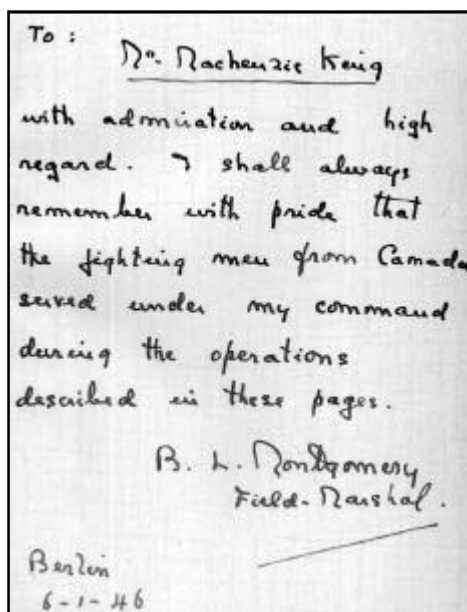 To :
Mr. Mackenzie King
with admiration and high
regard. I shall always
remember with pride that
the fighting men from Canada
served under my command
during the operations
described in these pages.
B. L. Montgomery
Field-Marshal.
Berlin
6-1-46